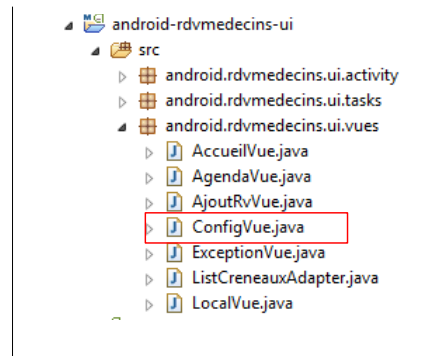 android-rdvmedecins-ui
src
android.rdvmedecins.ui.activity
android.rdvmedecins.ui.tasks
android.rdvmedecins.ui.vues
AccueilVue.java
AgendaVue.java
AjoutRvVue.java
ConfigVue.java
ExceptionVue.java
ListCreneauxAdapter.java
LocalVue.java